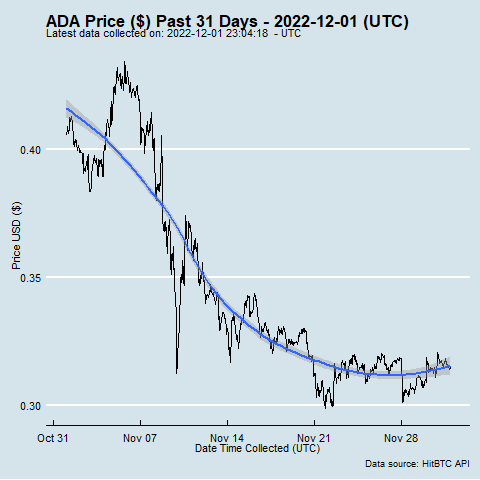 ADA Price ($) Past 31 Days - 2022-12-01 (UTC)
Latest data collected on: 2022-12-01 23:04:18 - UTC
0.40
0.35
0.30
Price USD ($)
Oct 31 Nov 07 Nov 14 Nov 21 Nov 28
Date Time Collected (UTC)
Data source: HitBTC API